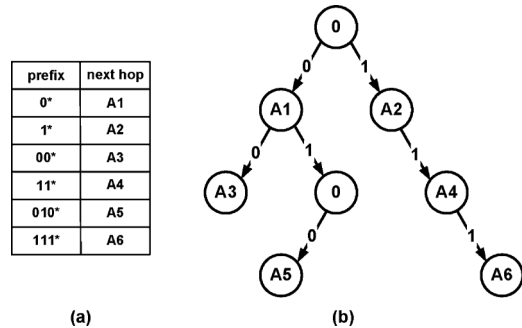 prefix next hop
0* A1
1* A2
00* A3
11* A4
010* A5
111* A6
(a)
0
0 1
A1 A2
0 1 1
A3 0 A4
0 1
A5 A6
(b)